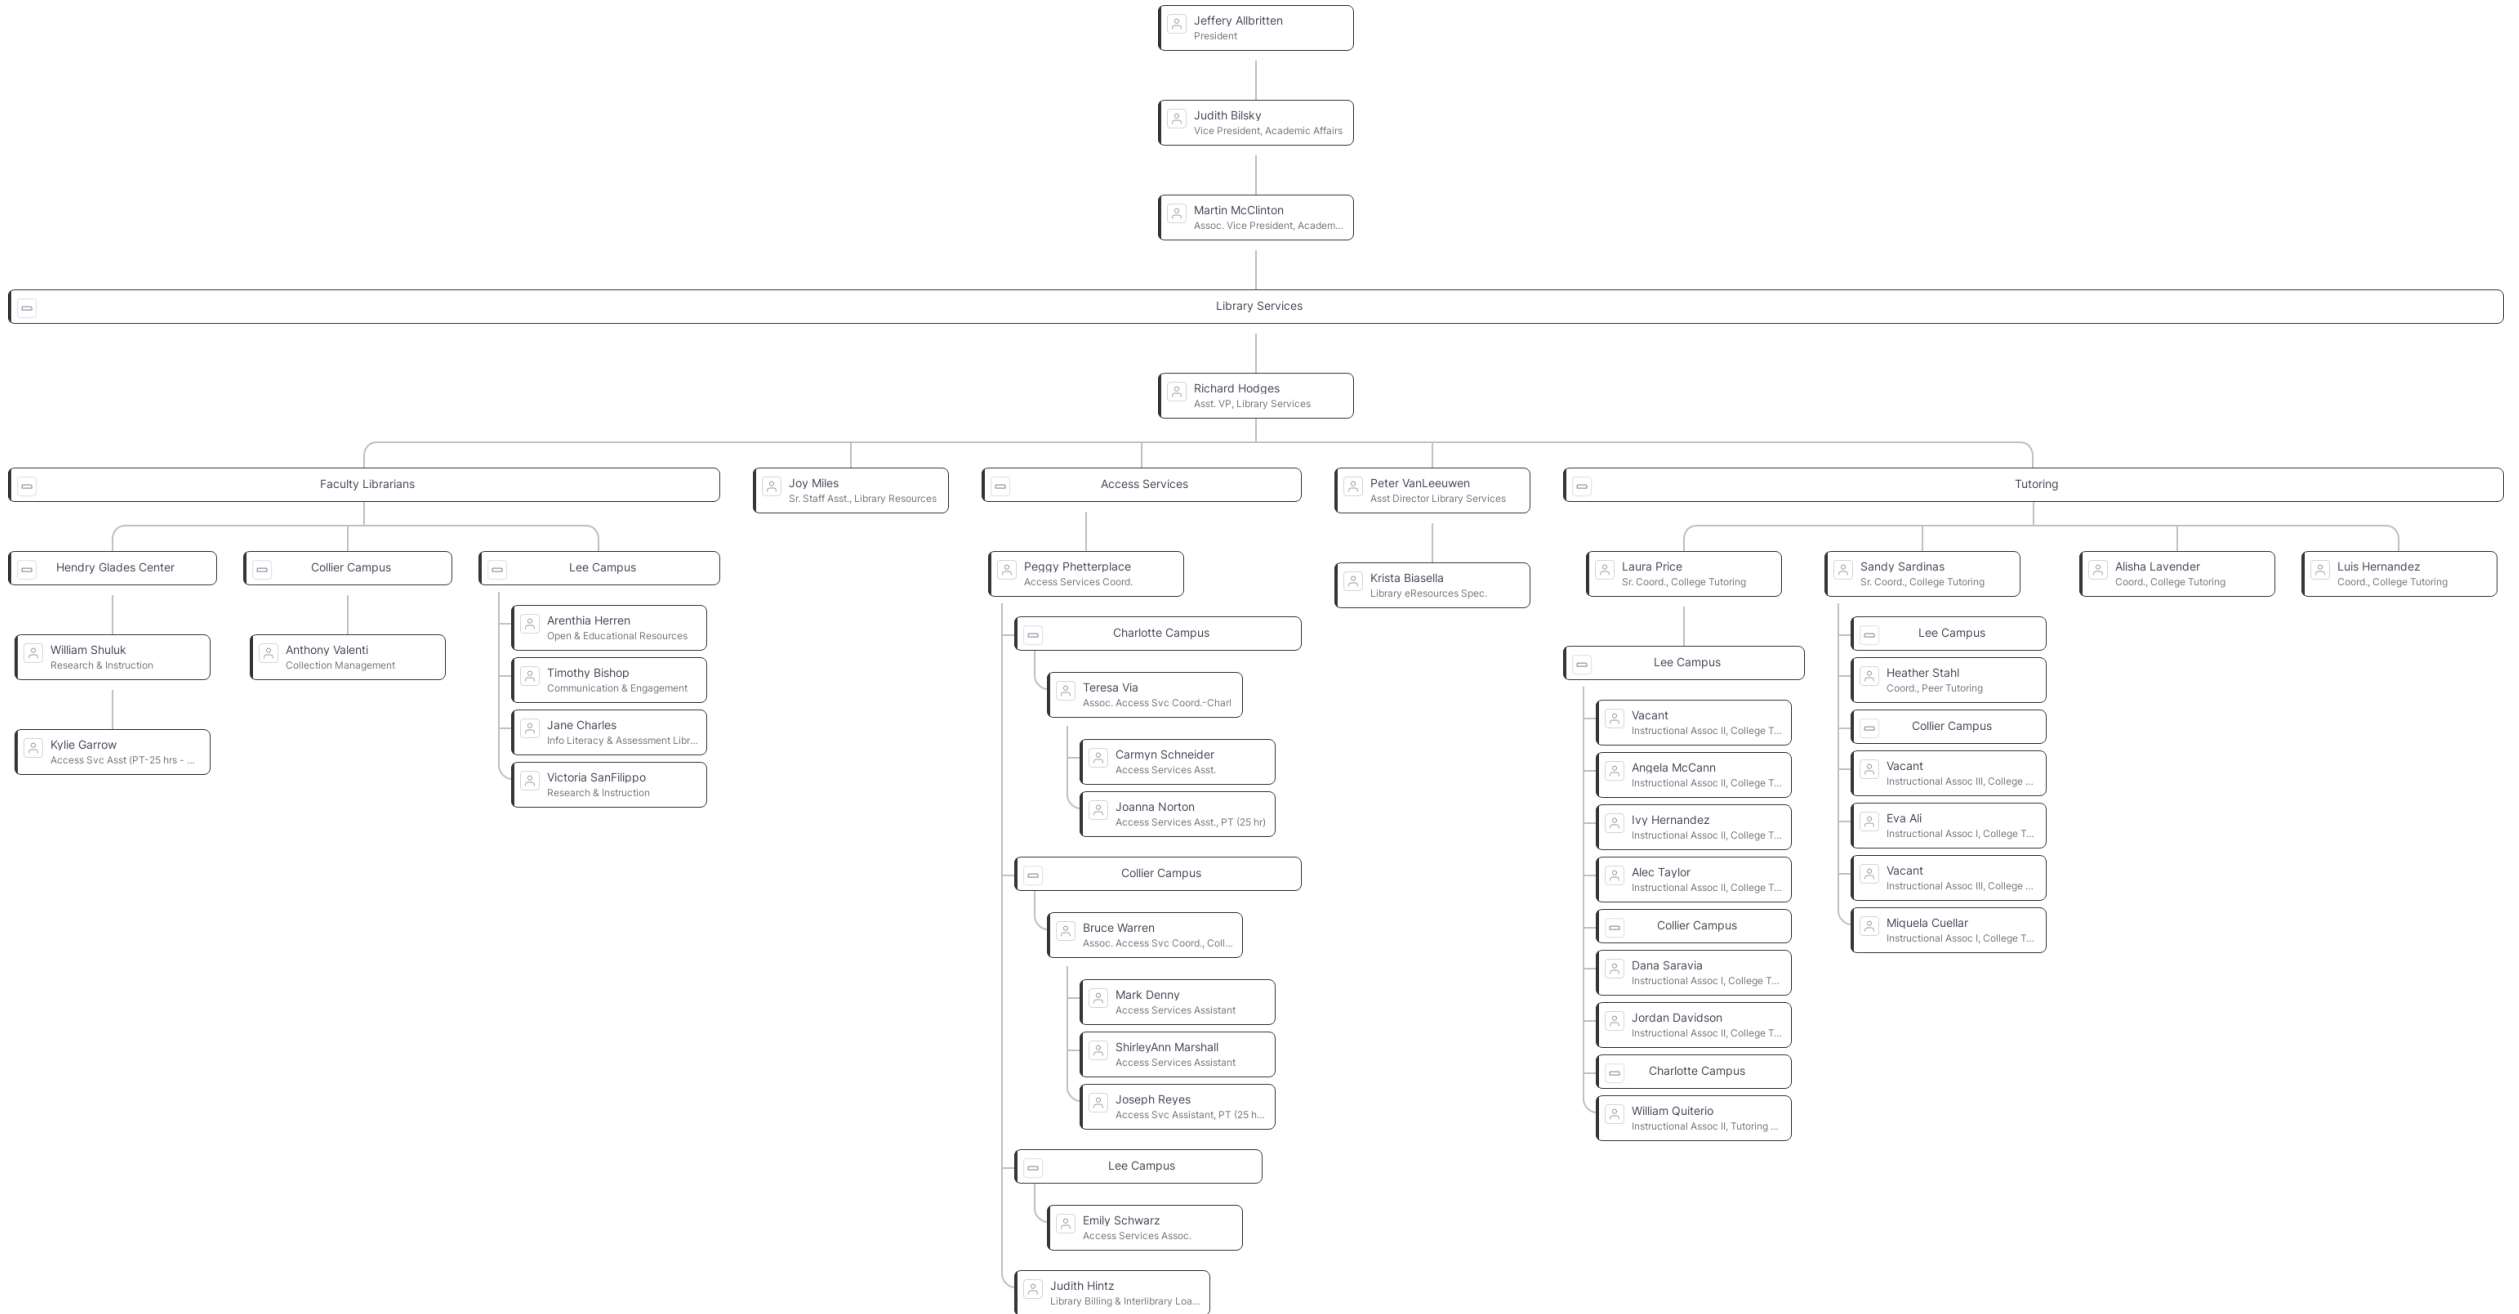 Jeffery Allbritten
President
Judith Bilsky
Vice President, Academic Affairs
Martin McClinton
Assoc. Vice President, Academ...
Library Services
Richard Hodges
Asst. VP, Library Services
Faculty Librarians
Hendry Glades Center
William Shuluk
Research & Instruction
Kylie Garrow
Access Svc Asst (PT-25 hrs - ...
Collier Campus
Anthony Valenti
Collection Management
Lee Campus
Arenthia Herren
Open & Educational Resources
Timothy Bishop
Communication & Engagement
Jane Charles
Info Literacy & Assessment Libr...
Victoria SanFilippo
Research & Instruction
Joy Miles
Sr. Staff Asst., Library Resources
Access Services
Peggy Phetterplace
Access Services Coord.
Charlotte Campus
Teresa Via
Assoc. Access Svc Coord.-Charl
Carmyn Schneider
Access Services Asst.
Joanna Norton
Access Services Asst., PT (25 hr)
Collier Campus
Bruce Warren
Assoc. Access Svc Coord., Coll...
Mark Denny
Access Services Assistant
ShirleyAnn Marshall
Access Services Assistant
Joseph Reyes
Access Svc Assistant, PT (25 h...
Lee Campus
Emily Schwarz
Access Services Assoc.
Judith Hintz
Library Billing & Interlibrary Loa...
Peter VanLeeuwen
Asst Director Library Services
Krista Biasella
Library eResources Spec.
Tutoring
Laura Price
Sr. Coord., College Tutoring
Lee Campus
Vacant
Instructional Assoc II, College T...
Angela McCann
Instructional Assoc II, College T...
Ivy Hernandez
Instructional Assoc II, College T...
Alec Taylor
Instructional Assoc II, College T...
Collier Campus
Dana Saravia
Instructional Assoc I, College T...
Jordan Davidson
Instructional Assoc II, College T...
Charlotte Campus
William Quiterio
Instructional Assoc II, Tutoring ...
Sandy Sardinas
Sr. Coord., College Tutoring
Lee Campus
Heather Stahl
Coord., Peer Tutoring
Collier Campus
Vacant
Instructional Assoc III, College ...
Eva Ali
Instructional Assoc I, College T...
Vacant
Instructional Assoc III, College ...
Miquela Cuellar
Instructional Assoc I, College T...
Alisha Lavender
Coord., College Tutoring
Luis Hernandez
Coord., College Tutoring